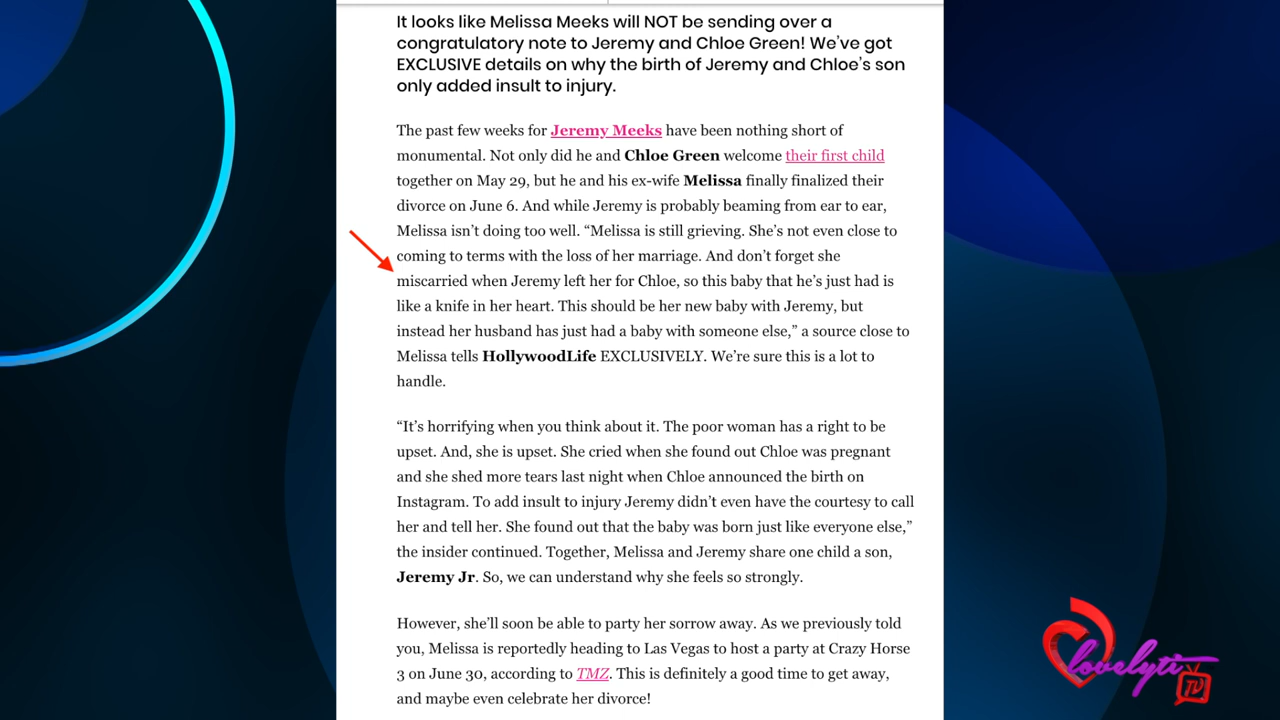 It looks like Melissa Meeks will NOT be sending over a
congratulatory note to Jeremy and Chloe Green! We’ve got
EXCLUSIVE details on why the birth of Jeremy and Chloe’s son
only added insult to injury.
The past few weeks for Jeremy Meeks have been nothing short of
monumental. Not only did he and Chloe Green welcome their first child
together on May 29, but he and his ex-wife Melissa finally finalized their
divorce on June 6. And while Jeremy is probably beaming from ear to ear,
Melissa isn’t doing too well. “Melissa is still grieving. She’s not even close to
coming to terms with the loss of her marriage. And don’t forget she
miscarried when Jeremy left her for Chloe, so this baby that he’s just had is
like a knife in her heart. This should be her new baby with Jeremy, but
instead her husband has just had a baby with someone else,” a source close to
Melissa tells HollywoodLife EXCLUSIVELY. We’re sure this is a lot to
handle.
“It’s horrifying when you think about it. The poor woman has a right to be
upset. And, she is upset. She cried when she found out Chloe was pregnant
and she shed more tears last night when Chloe announced the birth on
Instagram. To add insult to injury Jeremy didn’t even have the courtesy to call
her and tell her. She found out that the baby was born just like everyone else,”
the insider continued. Together, Melissa and Jeremy share one child a son,
Jeremy Jr. So, we can understand why she feels so strongly.
However, she’ll soon be able to party her sorrow away. As we previously told
you, Melissa is reportedly heading to Las Vegas to host a party at Crazy Horse
3 on June 30, according to TMZ. This is definitely a good time to get away,
and maybe even celebrate her divorce!
lovelyti
TV